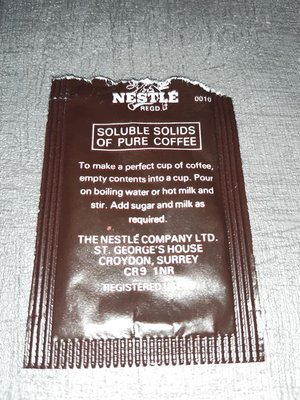 NESTLÉ
REGD.
0010
SOLUBLE SOLIDS
OF PURE COFFEE
To make a perfect cup of coffee,
empty contents into a cup. Pour
on boiling water or hot milk and
stir. Add sugar and milk as
required.
THE NESTLÉ COMPANY LTD.
ST. GEORGE'S HOUSE
CROYDON, SURREY
CR9 1NR
REGISTERED